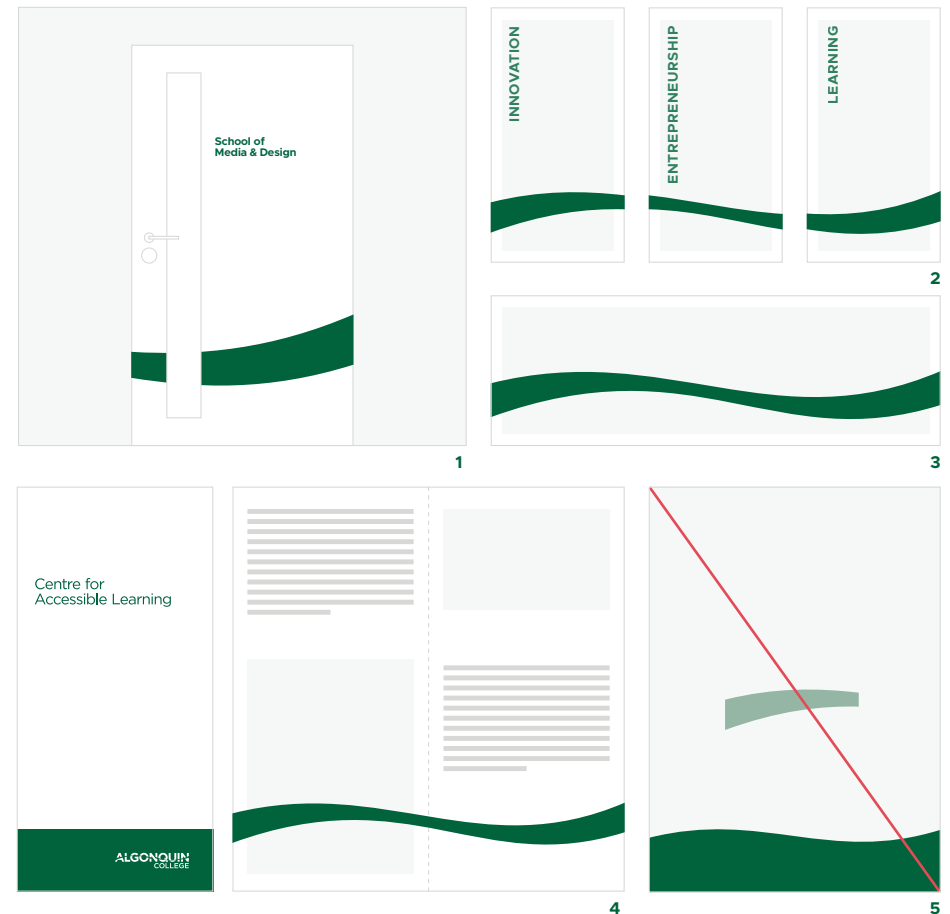 School of
Media & Design
1
INNOVATION
ENTREPRENEURSHIP
LEARNING
2
3
Centre for
Accessible Learning
ALGONQUIN
COLLEGE
4
5